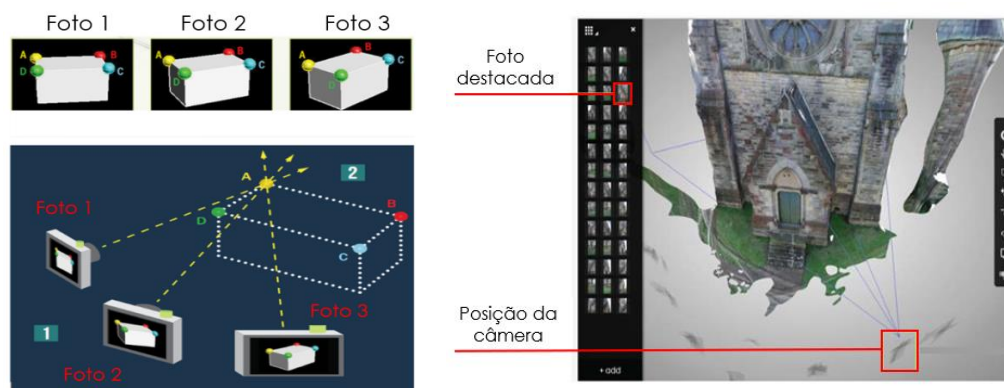 Foto 1 Foto 2 Foto 3
A B C D
A B C D
A B C D
Foto 1
A
2
D
B
C
1
Foto 2
Foto 3
Foto
destacada
Posição da
câmera
+ add